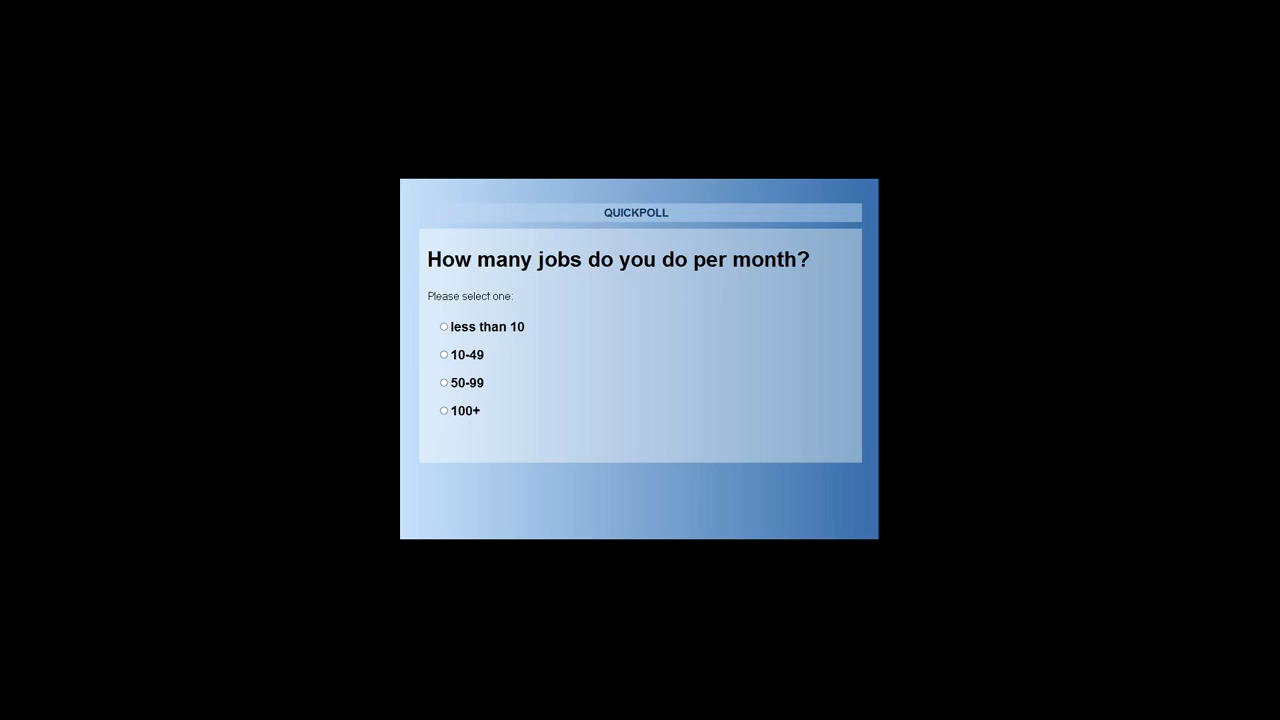 QUICKPOLL
How many jobs do you do per month?
Please select one:
less than 10
10-49
50-99
100+